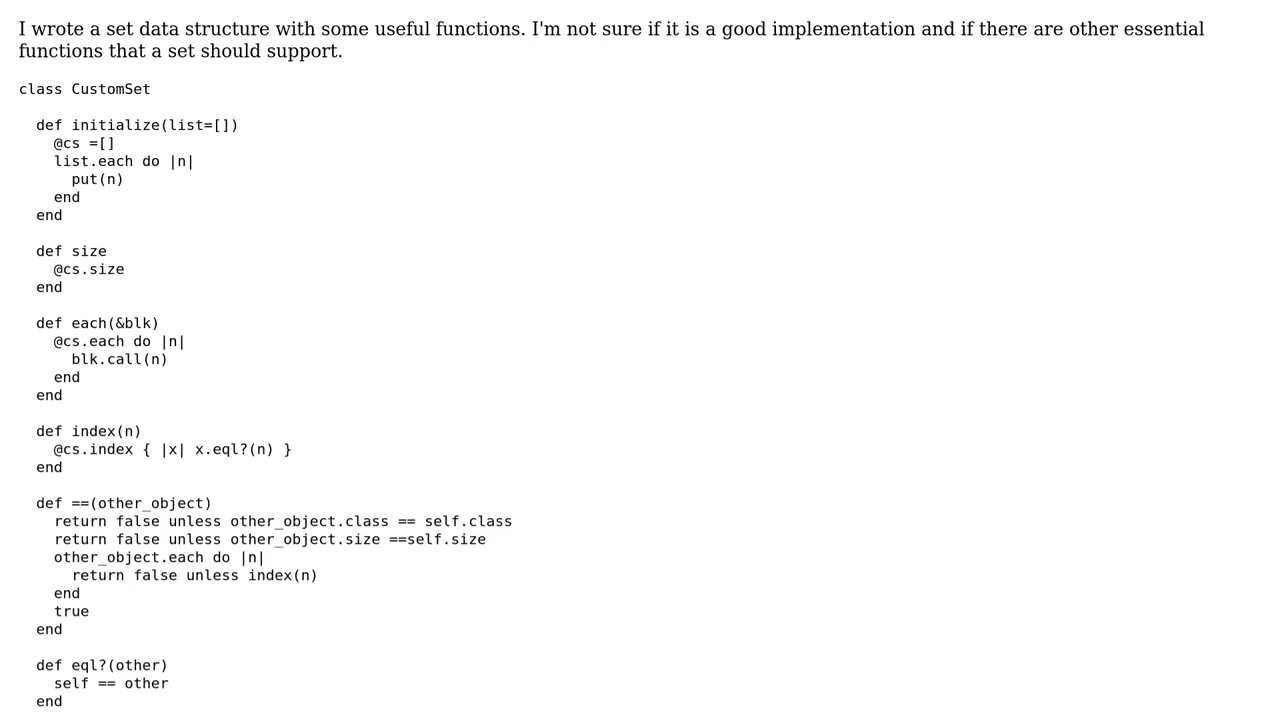 I wrote a set data structure with some useful functions. I'm not sure if it is a good implementation and if there are other essential
functions that a set should support.
class CustomSet
  def initialize(list=[])
    @cs =[]
    list.each do |n|
      put(n)
    end
  end
  def size
    @cs.size
  end
  def each(&blk)
    @cs.each do |n|
      blk.call(n)
    end
  end
  def index(n)
    @cs.index { |x| x.eql?(n) }
  end
  def ==(other_object)
    return false unless other_object.class == self.class
    return false unless other_object.size ==self.size
    other_object.each do |n|
      return false unless index(n)
    end
    true
  end
  def eql?(other)
    self == other
  end